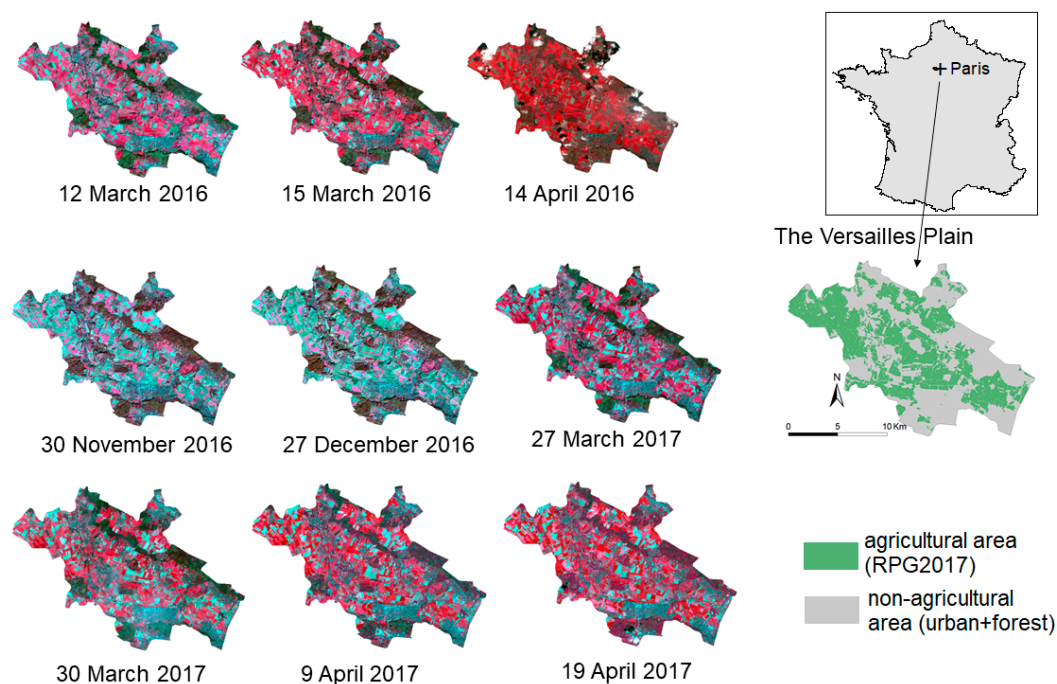 12 March 2016
15 March 2016
14 April 2016
Paris
The Versailles Plain
30 November 2016
27 December 2016
27 March 2017
N
0 5 10 Km
30 March 2017
9 April 2017
19 April 2017
agricultural area
(RPG2017)
non-agricultural
area (urban+forest)